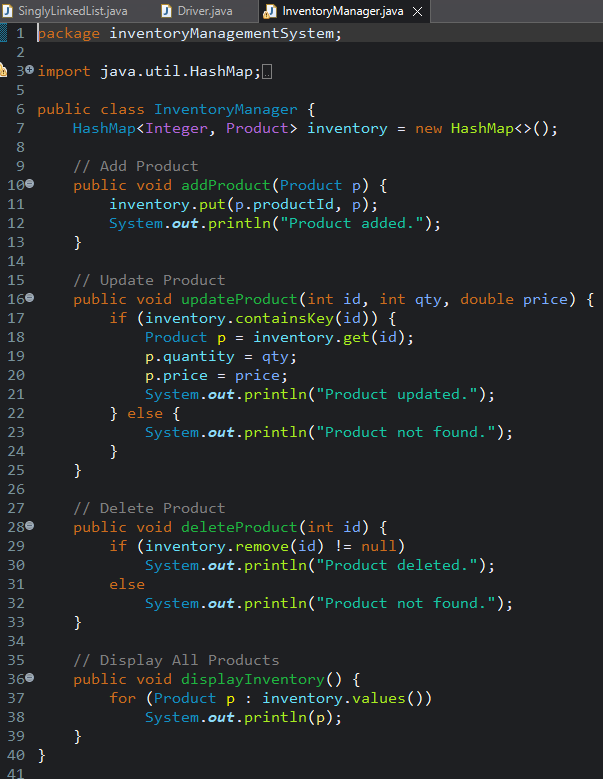 SinglyLinkedList.java Driver.java InventoryManager.java
1 package inventoryManagementSystem;
2
3 import java.util.HashMap;
5
6 public class InventoryManager {
7     HashMap<Integer, Product> inventory = new HashMap<>();
8
9     // Add Product
10     public void addProduct(Product p) {
11         inventory.put(p.productId, p);
12         System.out.println("Product added.");
13     }
14
15     // Update Product
16     public void updateProduct(int id, int qty, double price) {
17         if (inventory.containsKey(id)) {
18             Product p = inventory.get(id);
19             p.quantity = qty;
20             p.price = price;
21             System.out.println("Product updated.");
22         } else {
23             System.out.println("Product not found.");
24         }
25     }
26
27     // Delete Product
28     public void deleteProduct(int id) {
29         if (inventory.remove(id) != null)
30             System.out.println("Product deleted.");
31         else
32             System.out.println("Product not found.");
33     }
34
35     // Display All Products
36     public void displayInventory() {
37         for (Product p : inventory.values())
38             System.out.println(p);
39     }
40 }
41